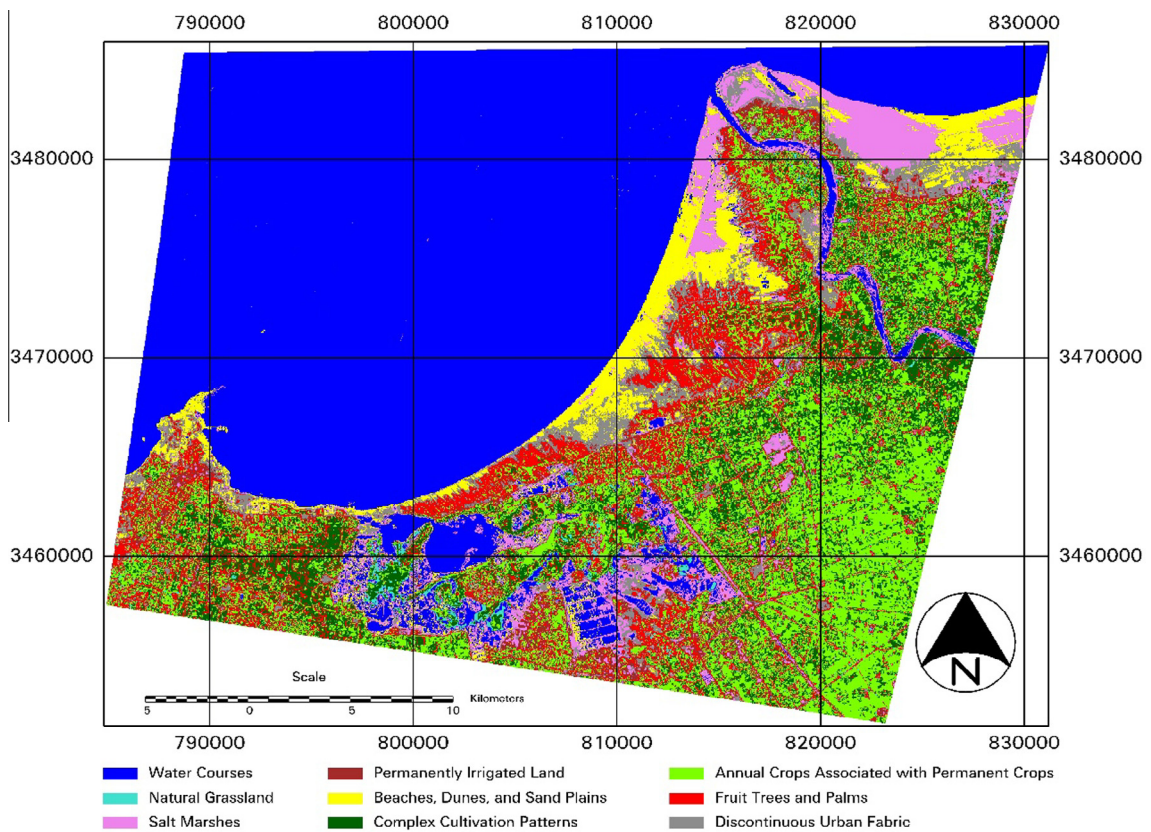 790000 800000 810000 820000 830000
3480000 3480000
3470000 3470000
3460000 3460000
Scale
5 0 5 10 Kilometers
N
790000 800000 810000 820000 830000
Water Courses Permanently Irrigated Land Annual Crops Associated with Permanent Crops
Natural Grassland Beaches, Dunes, and Sand Plains Fruit Trees and Palms
Salt Marshes Complex Cultivation Patterns Discontinuous Urban Fabric